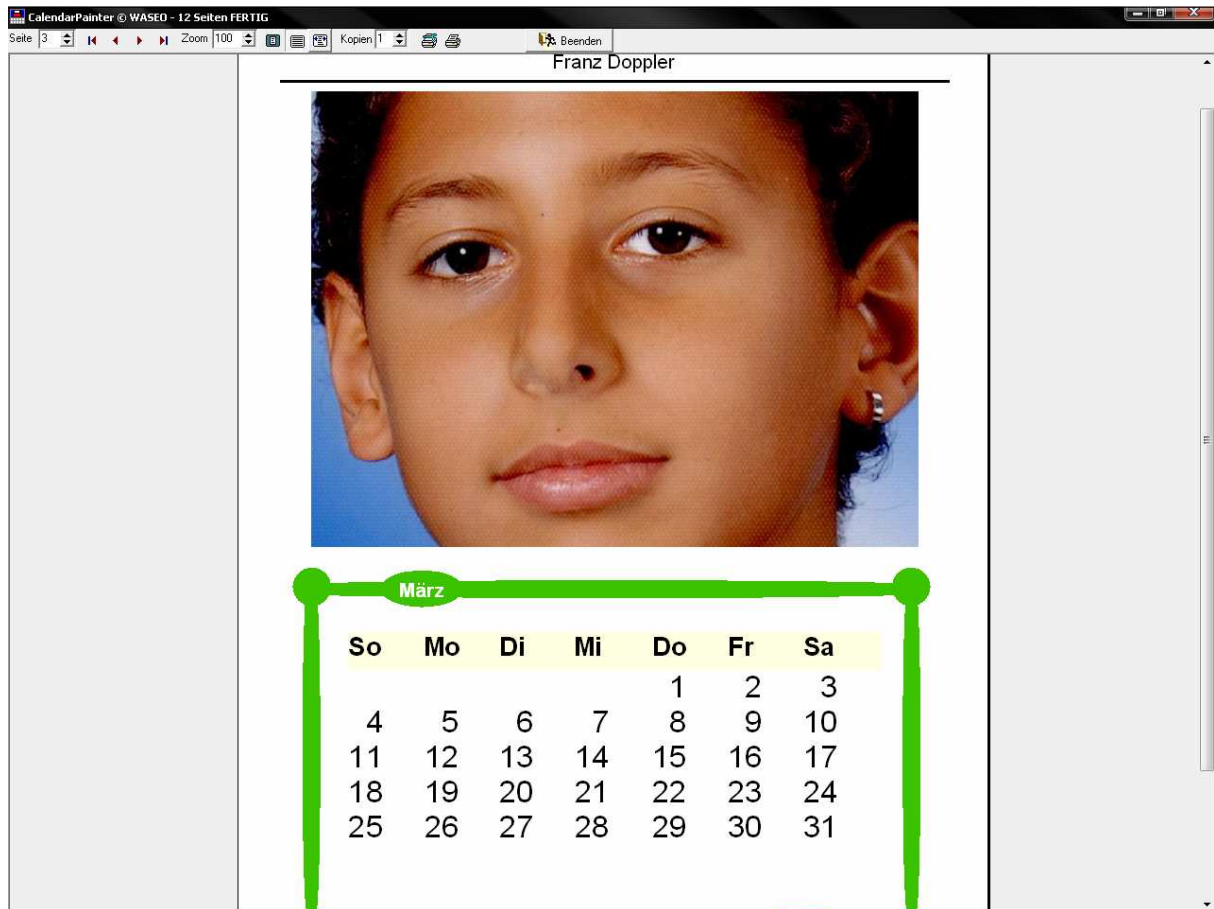 CalendarPainter © WASEO - 12 Seiten FERTIG
Seite 3 Zoom 100 Kopien 1 Beenden
Franz Doppler
März
So Mo Di Mi Do Fr Sa
1 2 3
4 5 6 7 8 9 10
11 12 13 14 15 16 17
18 19 20 21 22 23 24
25 26 27 28 29 30 31